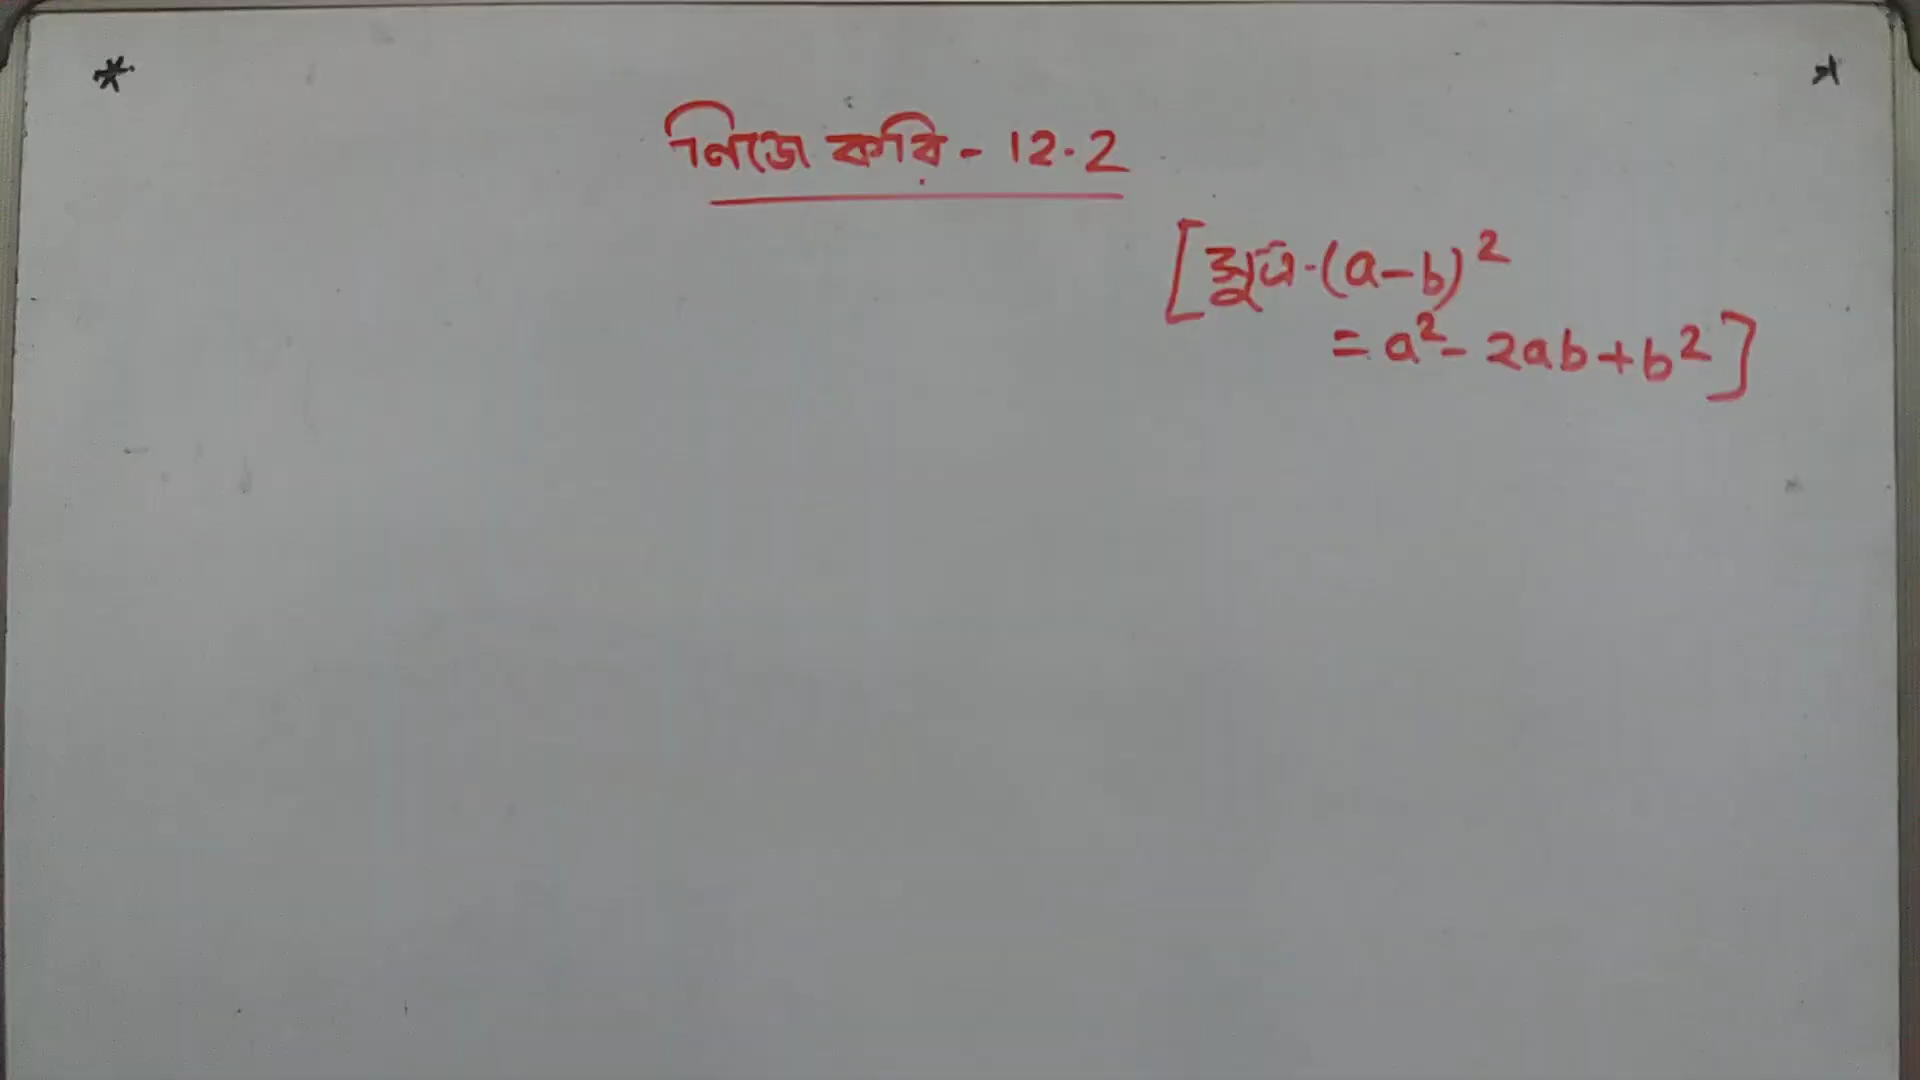 নিজে করি - 12.2
[সূত্র. (a-b)²
= a² - 2ab + b²]